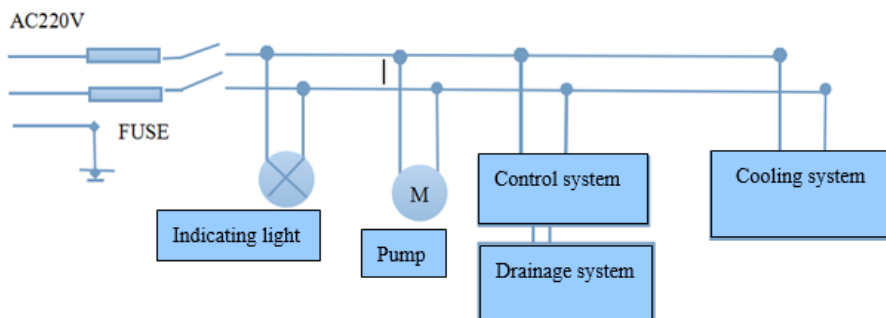 AC220V
FUSE
M
Control system
Cooling system
Indicating light
Pump
Drainage system